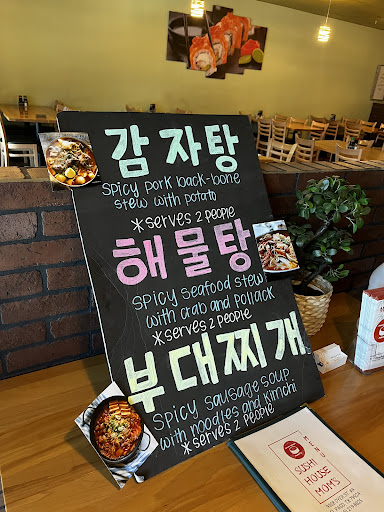 감자탕
Spicy pork back-bone
stew with potato
*serves 2 people
해물탕
Spicy seafood stew
with crab and Pollack
*serves 2 people
부대찌개
Spicy sausage soup
with noodles and Kimchi
*serves 2 people
MENU
SUSHI
HOUSE
MOM'S